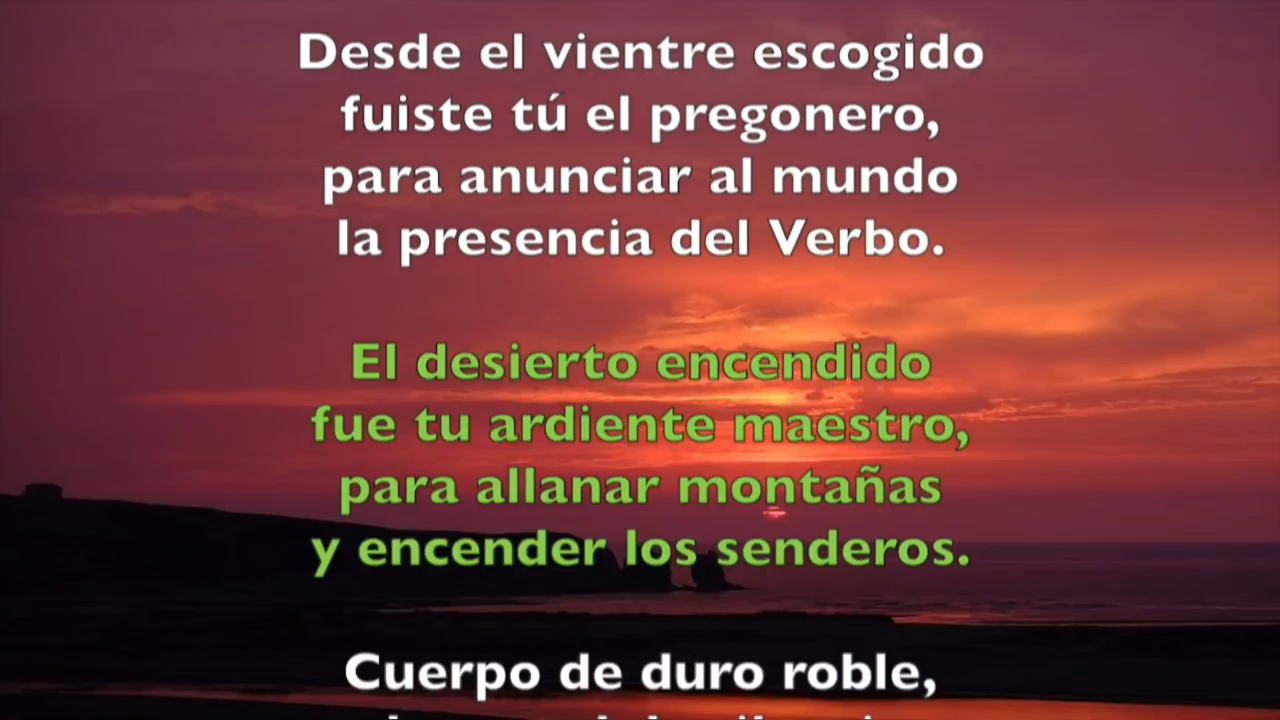 Desde el vientre escogido
fuiste tú el pregonero,
para anunciar al mundo
la presencia del Verbo.
El desierto encendido
fue tu ardiente maestro,
para allanar montañas
y encender los senderos.
Cuerpo de duro roble,